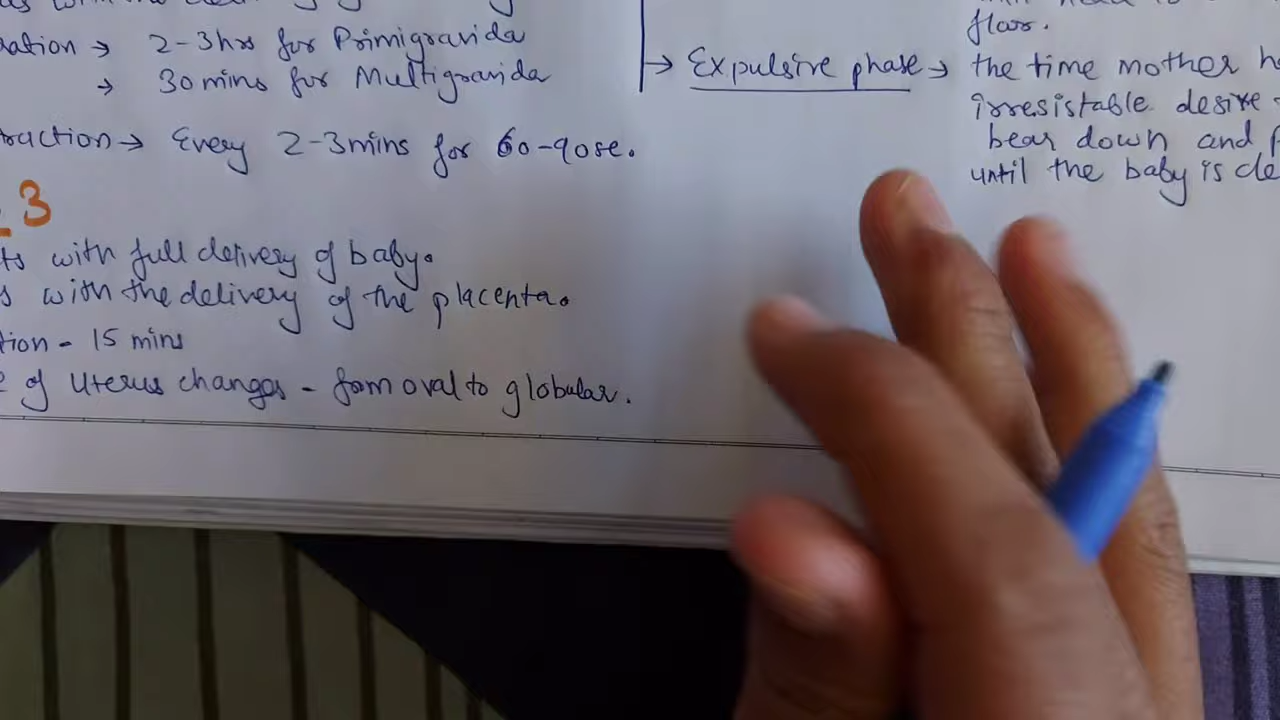 ration → 2-3hrs for Primigravida
→ 30mins for Multigravida
raction → Every 2-3mins for 60-90se.
3
ts with full delivery of baby.
s with the delivery of the placenta.
tion - 15 mins
of Uterus changes - from oval to globular.
floor.
→ Expulsive phase → the time mother h
irresistable desire
bear down and p
until the baby is de